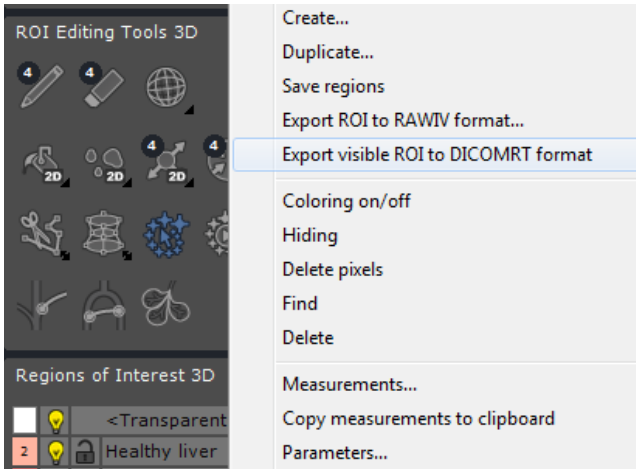 ROI Editing Tools 3D
4
4
2D
2D
4
2D
4
Regions of Interest 3D
<Transparent
2
Healthy liver
Create...
Duplicate...
Save regions
Export ROI to RAWIV format...
Export visible ROI to DICOMRT format
Coloring on/off
Hiding
Delete pixels
Find
Delete
Measurements...
Copy measurements to clipboard
Parameters...